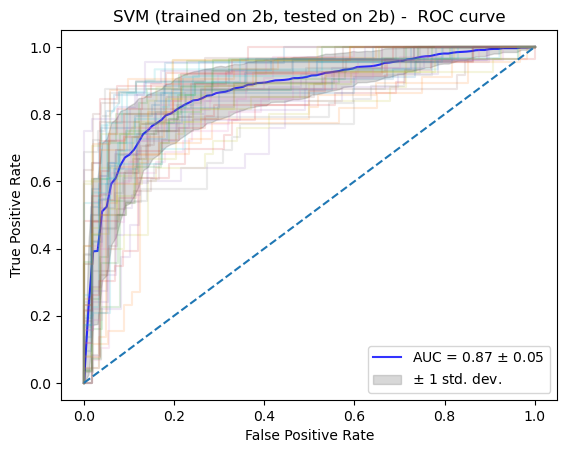 SVM (trained on 2b, tested on 2b) -  ROC curve
True Positive Rate
1.0
0.8
0.6
0.4
0.2
0.0
0.0 0.2 0.4 0.6 0.8 1.0
False Positive Rate
AUC = 0.87 ± 0.05
± 1 std. dev.